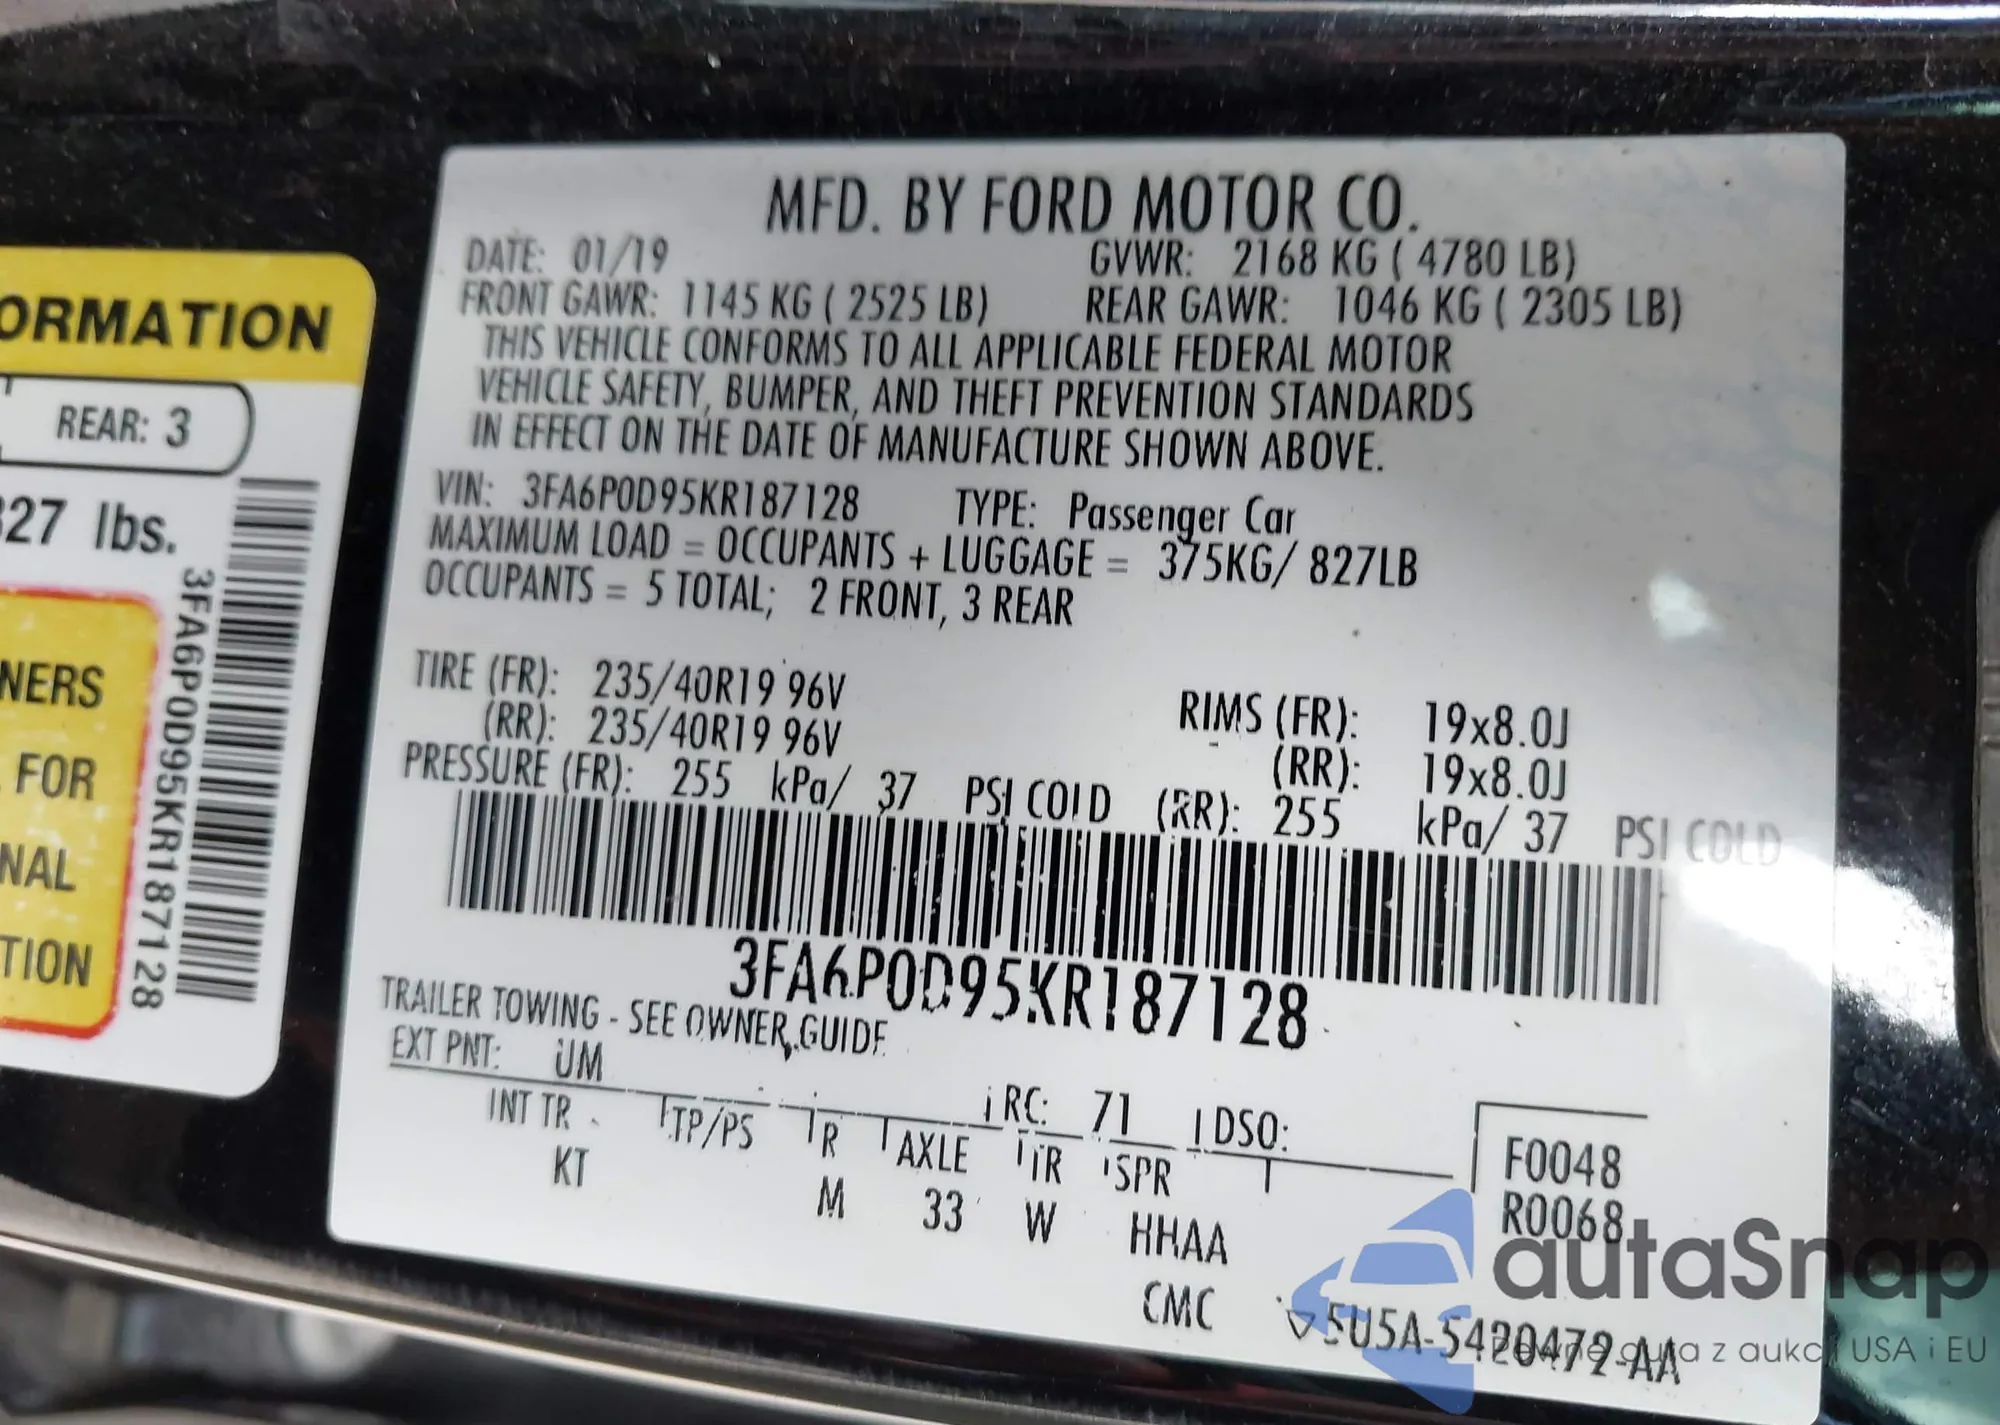 MFD. BY FORD MOTOR CO.
DATE: 01/19 GVWR: 2168 KG ( 4780 LB)
FRONT GAWR: 1145 KG ( 2525 LB) REAR GAWR: 1046 KG ( 2305 LB)
THIS VEHICLE CONFORMS TO ALL APPLICABLE FEDERAL MOTOR
VEHICLE SAFETY, BUMPER, AND THEFT PREVENTION STANDARDS
IN EFFECT ON THE DATE OF MANUFACTURE SHOWN ABOVE.
VIN: 3FA6P0D95KR187128 TYPE: Passenger Car
MAXIMUM LOAD = OCCUPANTS + LUGGAGE = 375KG/ 827LB
OCCUPANTS = 5 TOTAL; 2 FRONT, 3 REAR
TIRE (FR): 235/40R19 96V RIMS (FR): 19x8.0J
(RR): 235/40R19 96V (RR): 19x8.0J
PRESSURE (FR): 255 kPa/ 37 PSI COLD (RR): 255 kPa/ 37 PSI COLD
3FA6P0D95KR187128
TRAILER TOWING - SEE OWNER GUIDE
EXT PNT: UM RC: 71 DSO:
INT TR TP/PS R AXLE TR SPR F0048
KT M 33 W HHAA R0068
CMC 5U5A-5420472-AA
ORMATION
REAR: 3
827 lbs.
NERS
FOR
NAL
TION
3FA6P0D95KR187128
autaSnap
Pewne auta z aukcji USA i EU